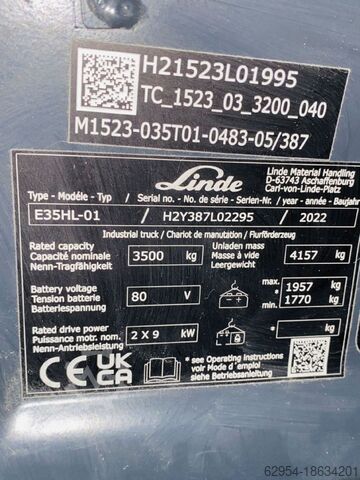 H21523L01995
TC_1523_03_3200_040
M1523-035T01-0483-05/387
Linde
Linde Material Handling
D-63743 Aschaffenburg
Carl-von-Linde-Platz
Type - Modéle - Typ / Serial no. - No. de série - Serien-Nr. / year - année - Baujahr
E35HL-01 / H2Y387L02295 / 2022
Industrial truck / Chariot de manutation / Flurförderzeug
Rated capacity
Capacité nominale
Nenn-Tragfähigkeit
3500 kg
Unladen mass
Masse à vide
Leergewicht
4157 kg
Battery voltage
Tension batterie
Batteriespannung
80 V
max. 1957 kg
min. 1770 kg
Rated drive power
Puissance motr. nom.
Nenn-Antriebsleistung
2 X 9 kW
* kg
CE UK CA
* see Operating instructions
voir Mode d´emploi
siehe Betriebsanleitung
62954-18634201